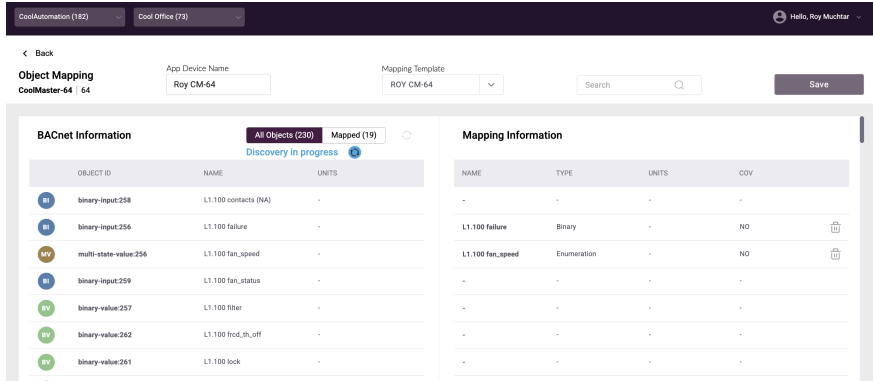 CoolAutomation (182) Cool Office (73) Hello, Roy Muchtar
Back
Object Mapping App Device Name Mapping Template
CoolMaster-64 | 64 Roy CM-64 ROY CM-64 Search Save
BACnet Information All Objects (230) Mapped (19) Mapping Information
Discovery in progress
OBJECT ID NAME UNITS NAME TYPE UNITS COV
BI binary-input:258 L1.100 contacts (NA) - - - - -
BI binary-input:256 L1.100 failure - L1.100 failure Binary - NO
MV multi-state-value:256 L1.100 fan_speed - L1.100 fan_speed Enumeration - NO
BI binary-input:259 L1.100 fan_status - - - - -
BV binary-value:257 L1.100 filter - - - - -
BV binary-value:262 L1.100 frcd_th_off - - - - -
BV binary-value:261 L1.100 lock - - - - -